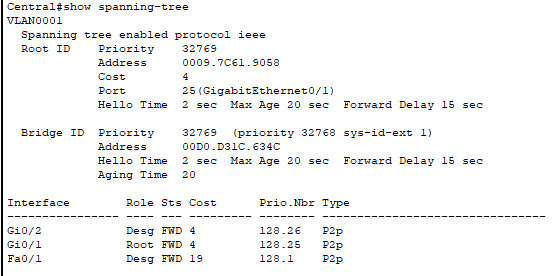 Central#show spanning-tree
VLAN0001
  Spanning tree enabled protocol ieee
  Root ID    Priority    32769
             Address     0009.7C61.9058
             Cost        4
             Port        25(GigabitEthernet0/1)
             Hello Time  2 sec  Max Age 20 sec  Forward Delay 15 sec

  Bridge ID  Priority    32769  (priority 32768 sys-id-ext 1)
             Address     00D0.D31C.634C
             Hello Time  2 sec  Max Age 20 sec  Forward Delay 15 sec
             Aging Time  20

Interface        Role Sts Cost      Prio.Nbr Type
---------------- ---- --- --------- -------- --------------------------------
Gi0/2            Desg FWD 4         128.26   P2p
Gi0/1            Root FWD 4         128.25   P2p
Fa0/1            Desg FWD 19        128.1    P2p